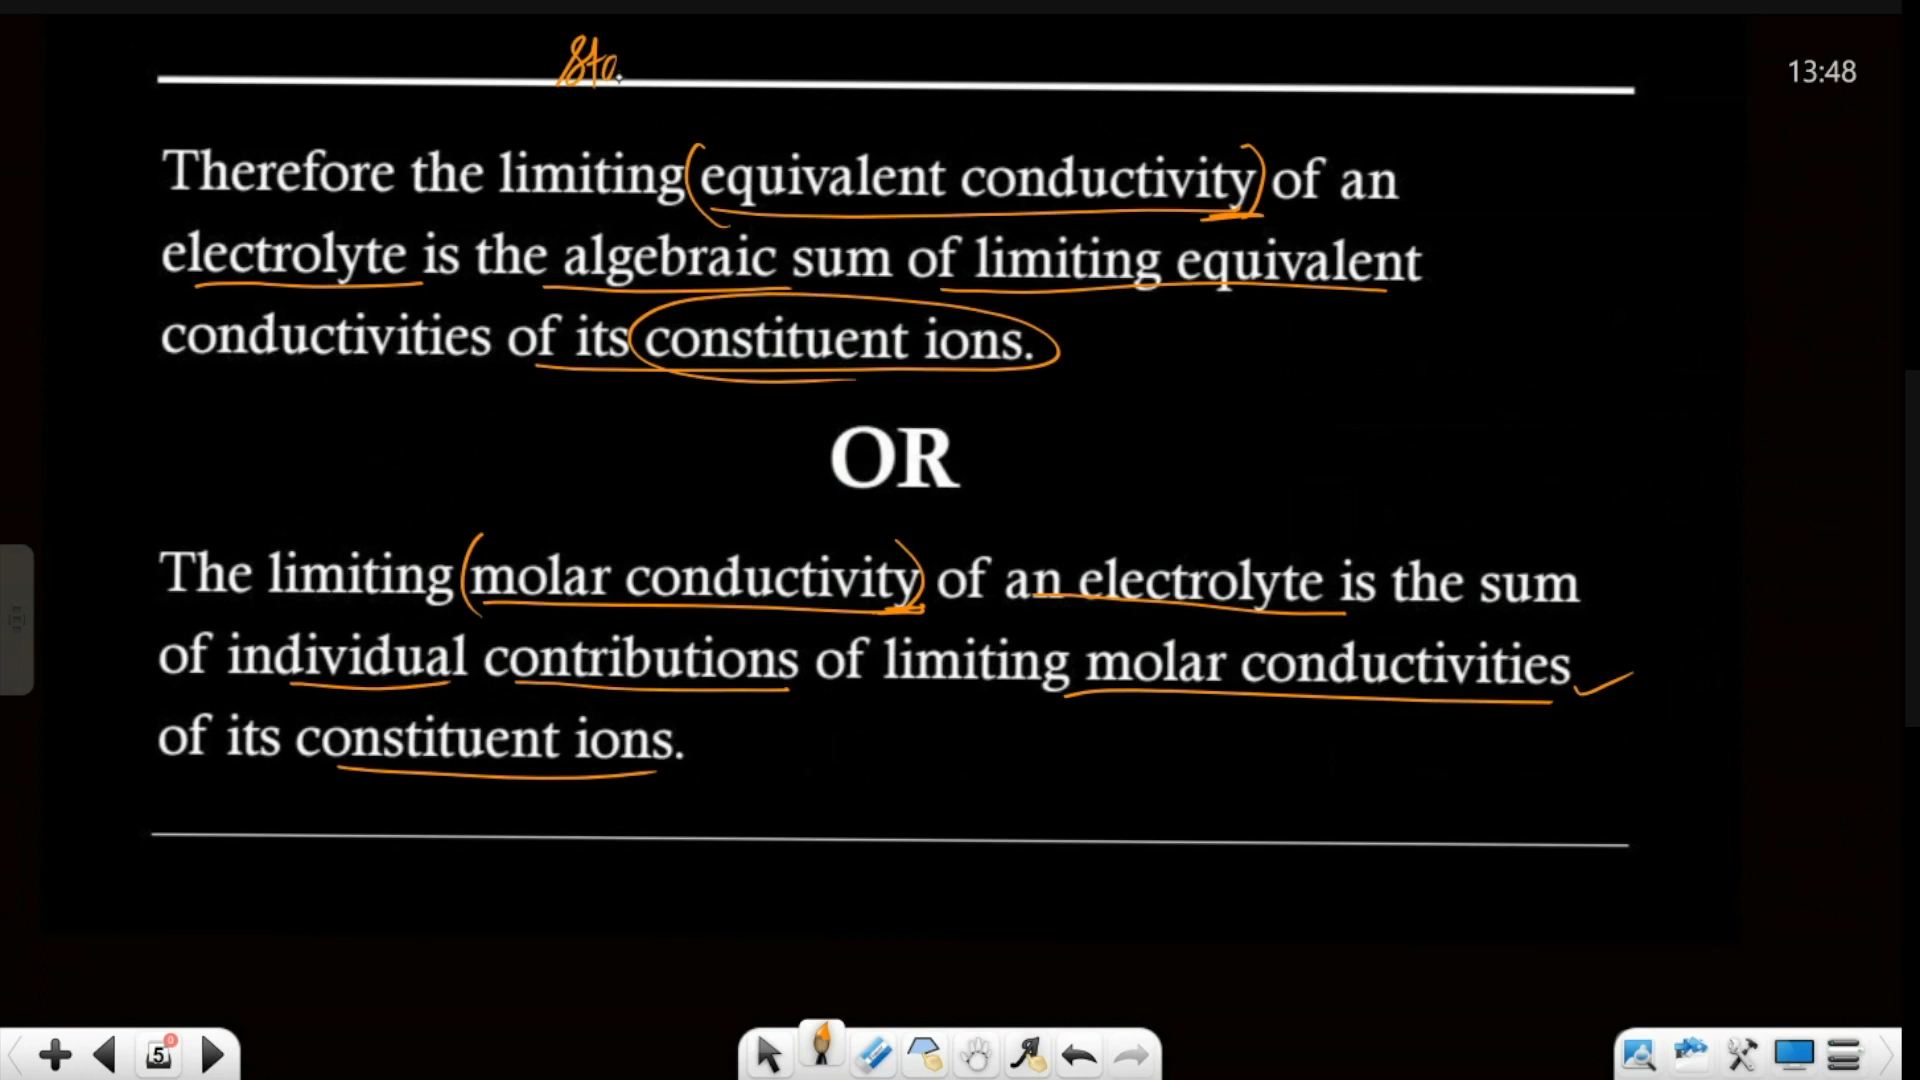 Sta
13:48
Therefore the limiting (equivalent conductivity) of an
electrolyte is the algebraic sum of limiting equivalent
conductivities of its constituent ions.
OR
The limiting (molar conductivity) of an electrolyte is the sum
of individual contributions of limiting molar conductivities
of its constituent ions.
5